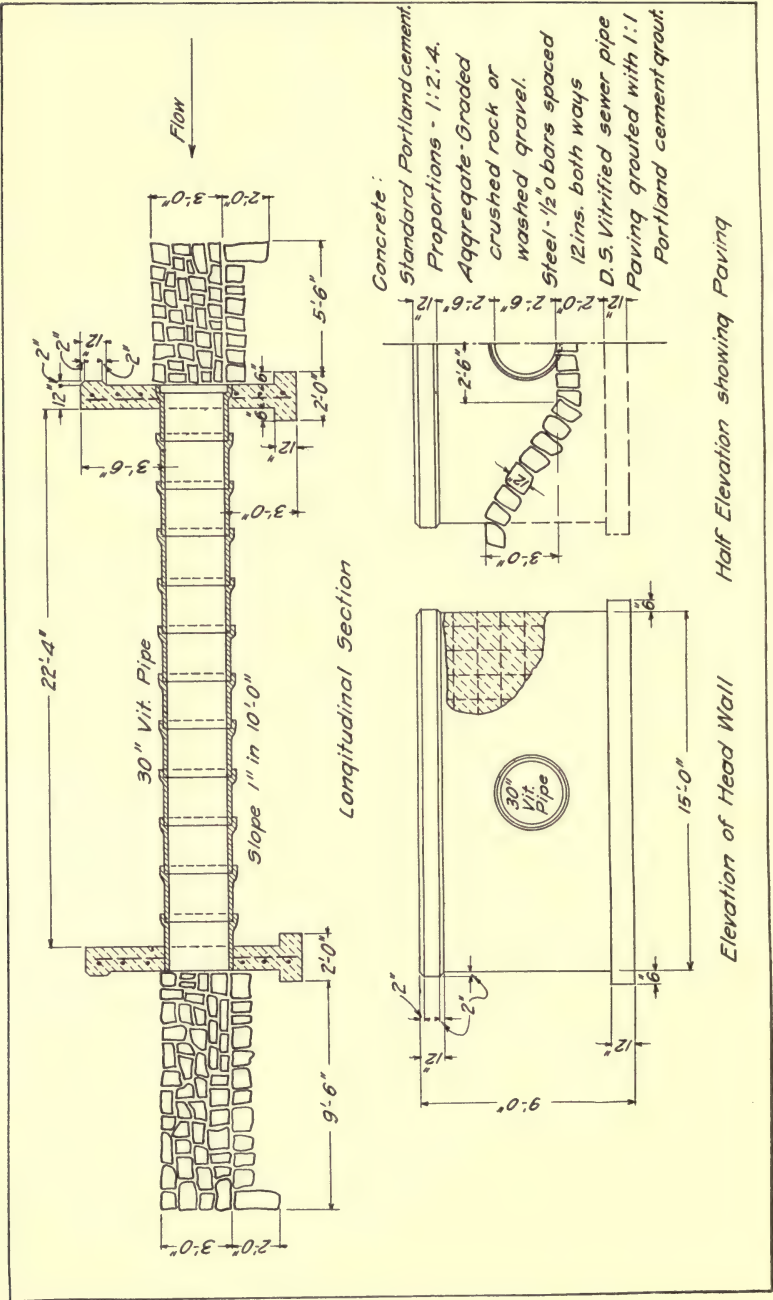 Flow
22'-4"
12"
2"
2"
12"
2"
3'-0"
2'-0"
30" Vit. Pipe
3'-6"
Slope 1" in 10'-0"
3'-0"
2'-0"
9'-6"
2'-0"
3'-0"
12"
6"
6"
2'-0"
5'-6"
Longitudinal Section
Concrete:
Standard Portland cement.
Proportions - 1:2:4.
Aggregate-Graded
crushed rock or
washed gravel.
Steel-1/2"□ bars spaced
12ins. both ways
D.S. Vitrified sewer pipe
Paving grouted with 1:1
Portland cement grout.
2"
2"
12"
9'-0"
12"
30"
Vit.
Pipe
6"
15'-0"
6"
Elevation of Head Wall
12"
2'-6"
2'-6"
2'-6"
2'-0"
12"
3'-0"
Half Elevation showing Paving